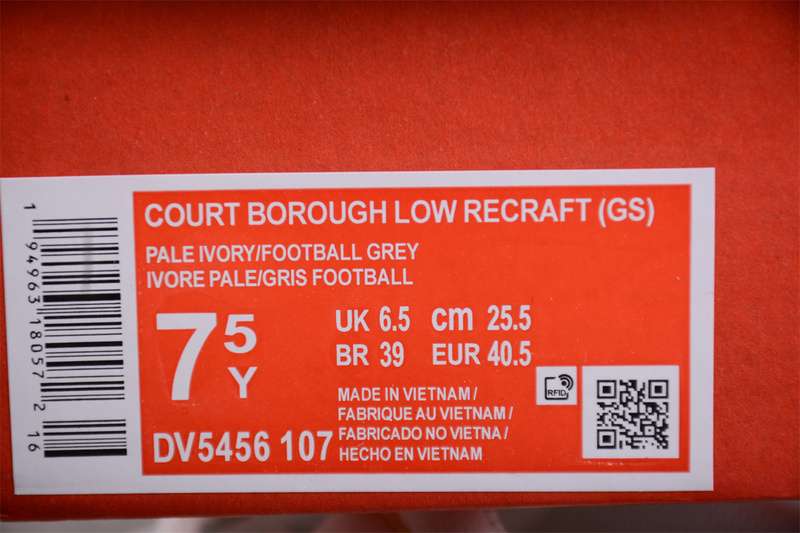 COURT BOROUGH LOW RECRAFT (GS)
PALE IVORY/FOOTBALL GREY
IVORE PALE/GRIS FOOTBALL
7 5 Y
UK 6.5 cm 25.5
BR 39 EUR 40.5
MADE IN VIETNAM /
FABRIQUE AU VIETNAM /
FABRICADO NO VIETNA /
HECHO EN VIETNAM
DV5456 107
RFID
1 94963 18057 2 16